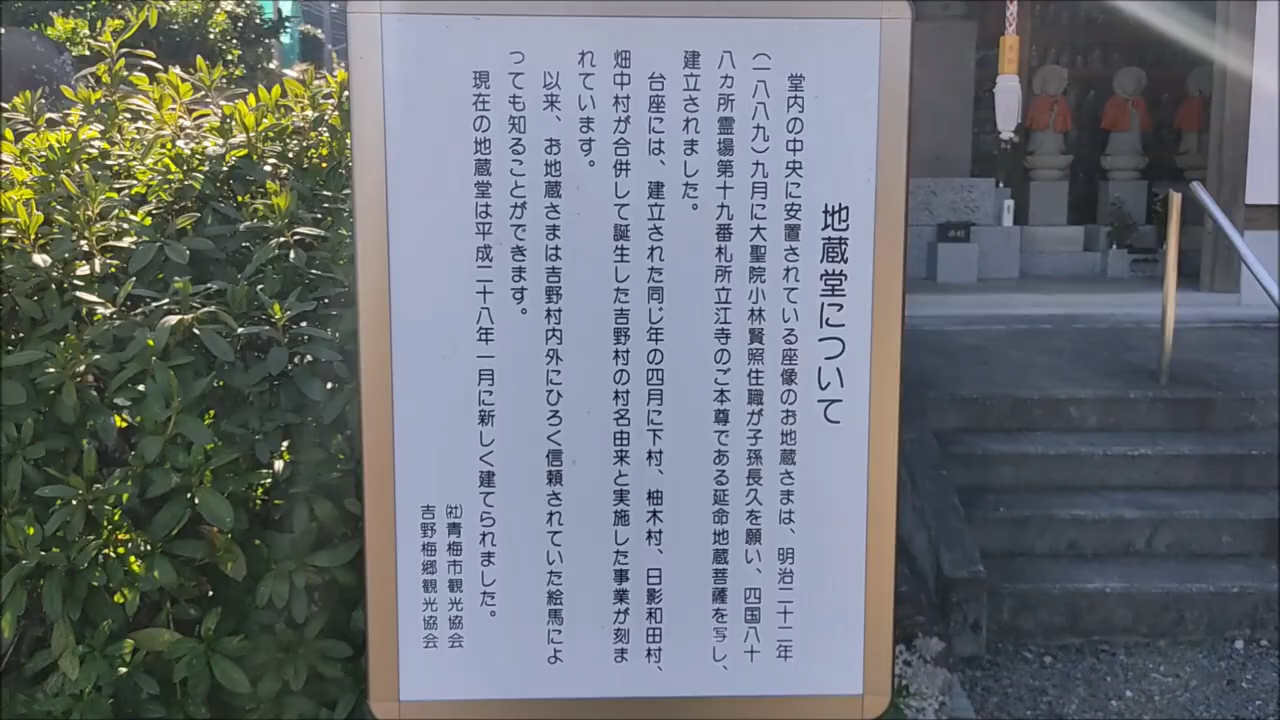 地蔵堂について
堂内の中央に安置されている座像のお地蔵さまは、明治二十二年
(一八八九)九月に大聖院小林賢照住職が子孫長久を願い、四国八十
八ヵ所霊場第十九番札所立江寺のご本尊である延命地蔵菩薩を写し、
建立されました。
台座には、建立された同じ年の四月に下村、柚木村、日影和田村、
畑中村が合併して誕生した吉野村の村名由来と実施した事業が刻ま
れています。
以来、お地蔵さまは吉野村内外にひろく信頼されていた絵馬によ
っても知ることができます。
現在の地蔵堂は平成二十八年一月に新しく建てられました。
㈳青梅市観光協会
吉野梅郷観光協会